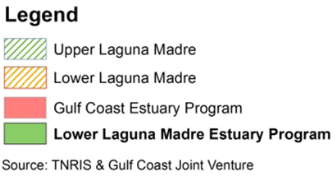 Legend
Upper Laguna Madre
Lower Laguna Madre
Gulf Coast Estuary Program
Lower Laguna Madre Estuary Program
Source: TNRIS & Gulf Coast Joint Venture